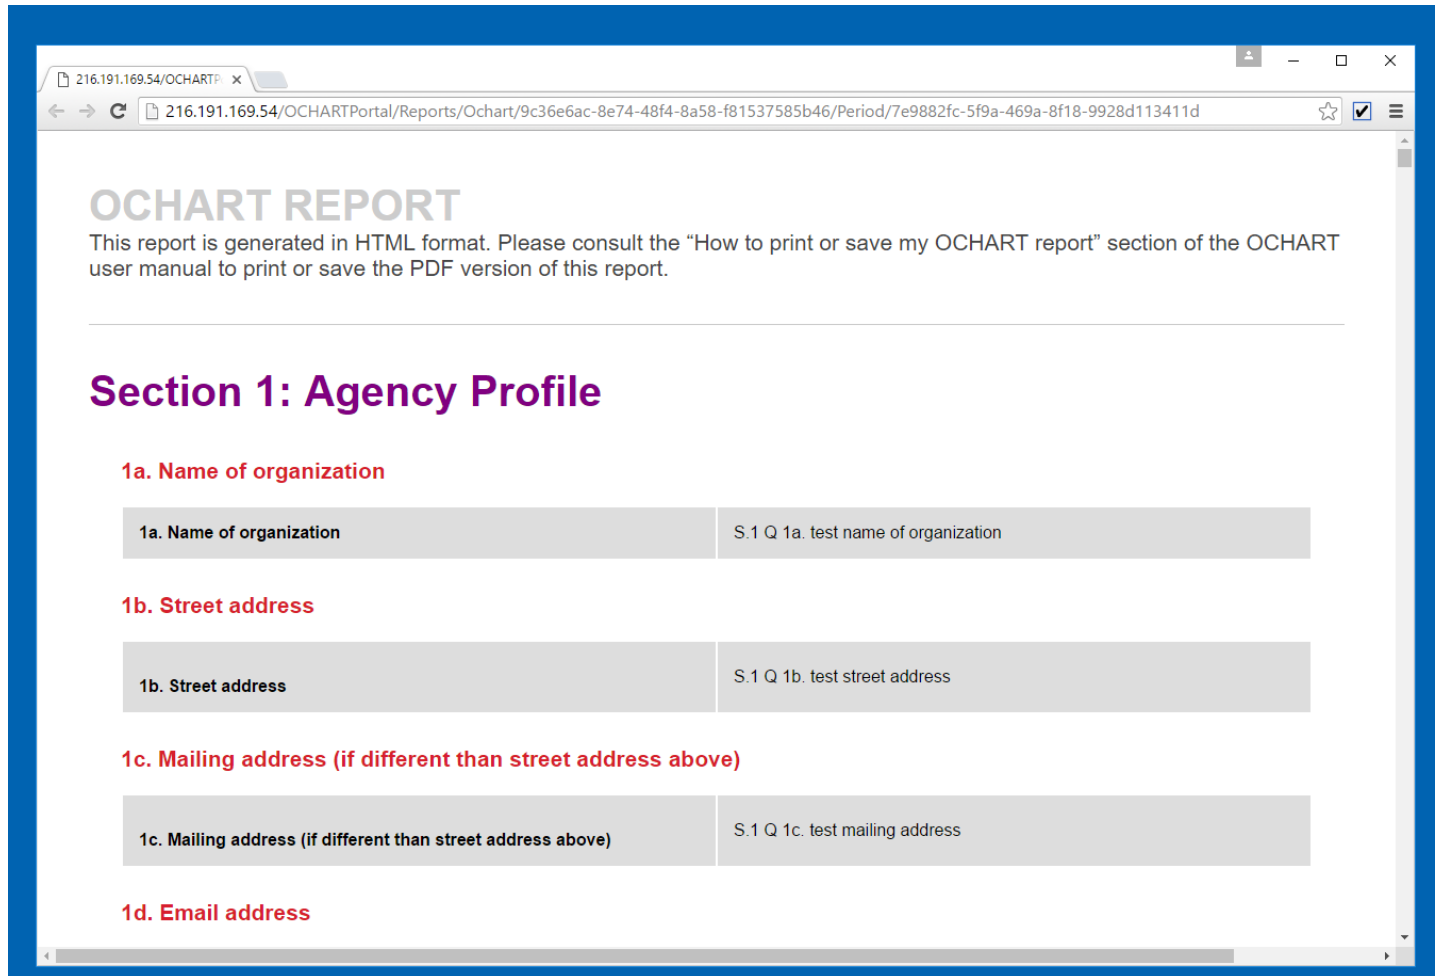 216.191.169.54/OCHARTP
216.191.169.54/OCHARTPortal/Reports/Ochart/9c36e6ac-8e74-48f4-8a58-f81537585b46/Period/7e9882fc-5f9a-469a-8f18-9928d113411d
OCHART REPORT
This report is generated in HTML format. Please consult the “How to print or save my OCHART report” section of the OCHART
user manual to print or save the PDF version of this report.
Section 1: Agency Profile
1a. Name of organization
1a. Name of organization S.1 Q 1a. test name of organization
1b. Street address
1b. Street address S.1 Q 1b. test street address
1c. Mailing address (if different than street address above)
1c. Mailing address (if different than street address above) S.1 Q 1c. test mailing address
1d. Email address